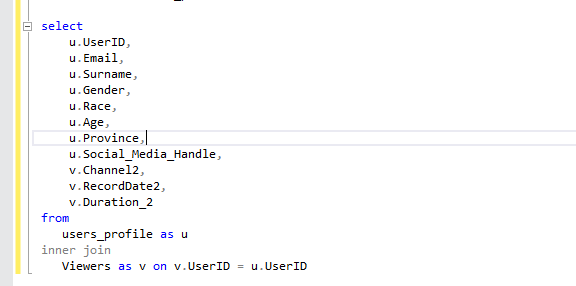 select
u.UserID,
u.Email,
u.Surname,
u.Gender,
u.Race,
u.Age,
u.Province,
u.Social_Media_Handle,
v.Channel2,
v.RecordDate2,
v.Duration_2
from
users_profile as u
inner join
Viewers as v on v.UserID = u.UserID